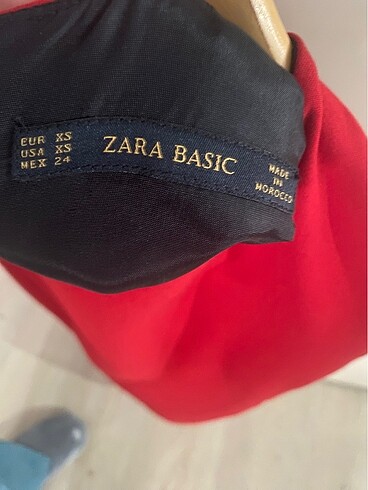 EUR XS
USA XS
MEX 24
ZARA BASIC
MADE
IN
MOROCCO